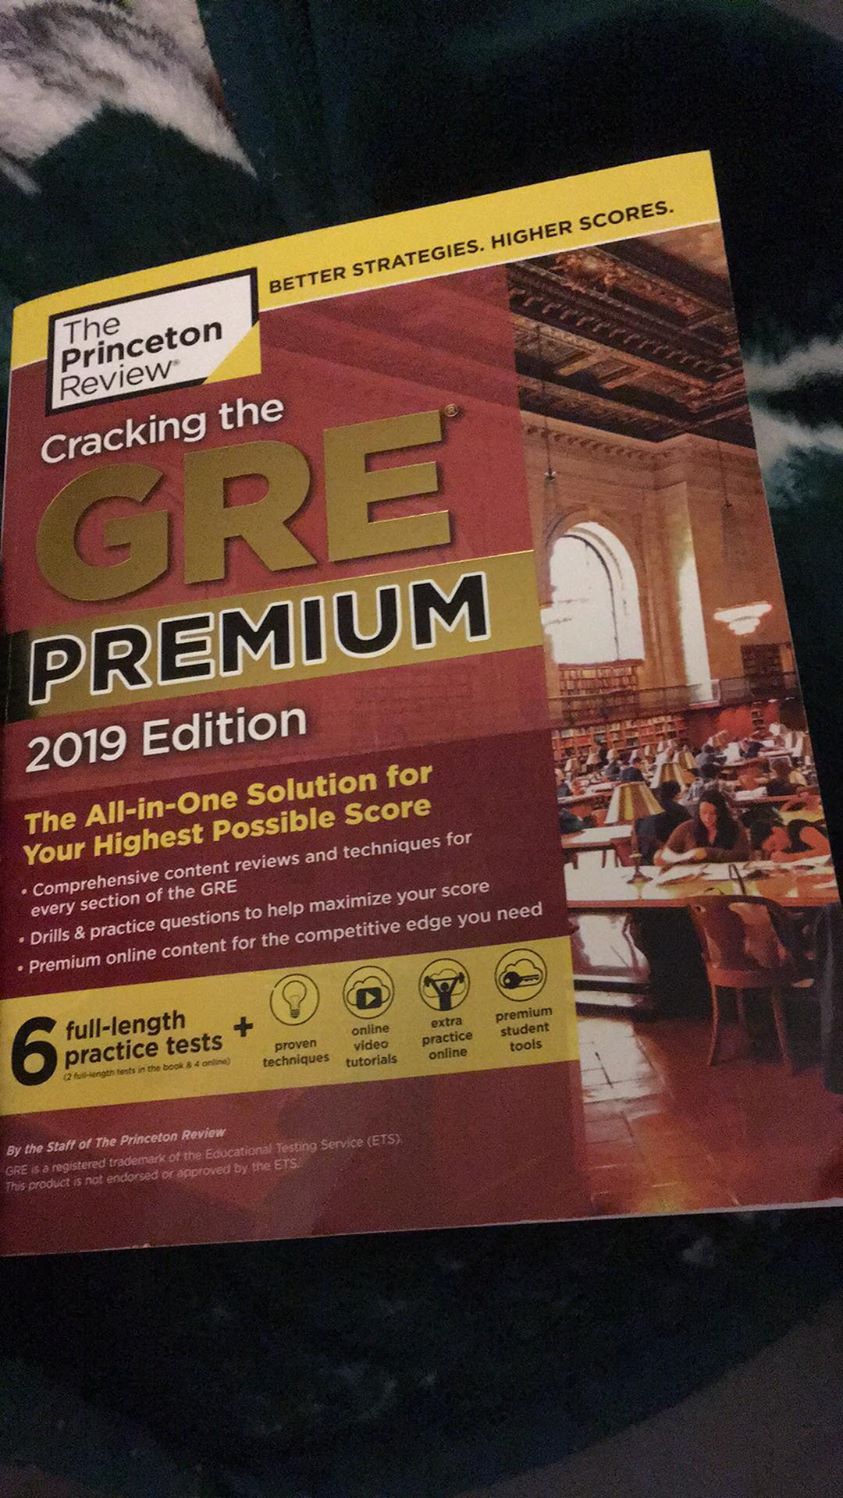 BETTER STRATEGIES. HIGHER SCORES.
The
Princeton
Review®
Cracking the
GRE®
PREMIUM
2019 Edition
The All-in-One Solution for
Your Highest Possible Score
• Comprehensive content reviews and techniques for
every section of the GRE
• Drills & practice questions to help maximize your score
• Premium online content for the competitive edge you need
6 full-length
practice tests +
(2 full-length tests in the book & 4 online)
proven
techniques
online
video
tutorials
extra
practice
online
premium
student
tools
By the Staff of The Princeton Review
GRE is a registered trademark of the Educational Testing Service (ETS).
This product is not endorsed or approved by the ETS.